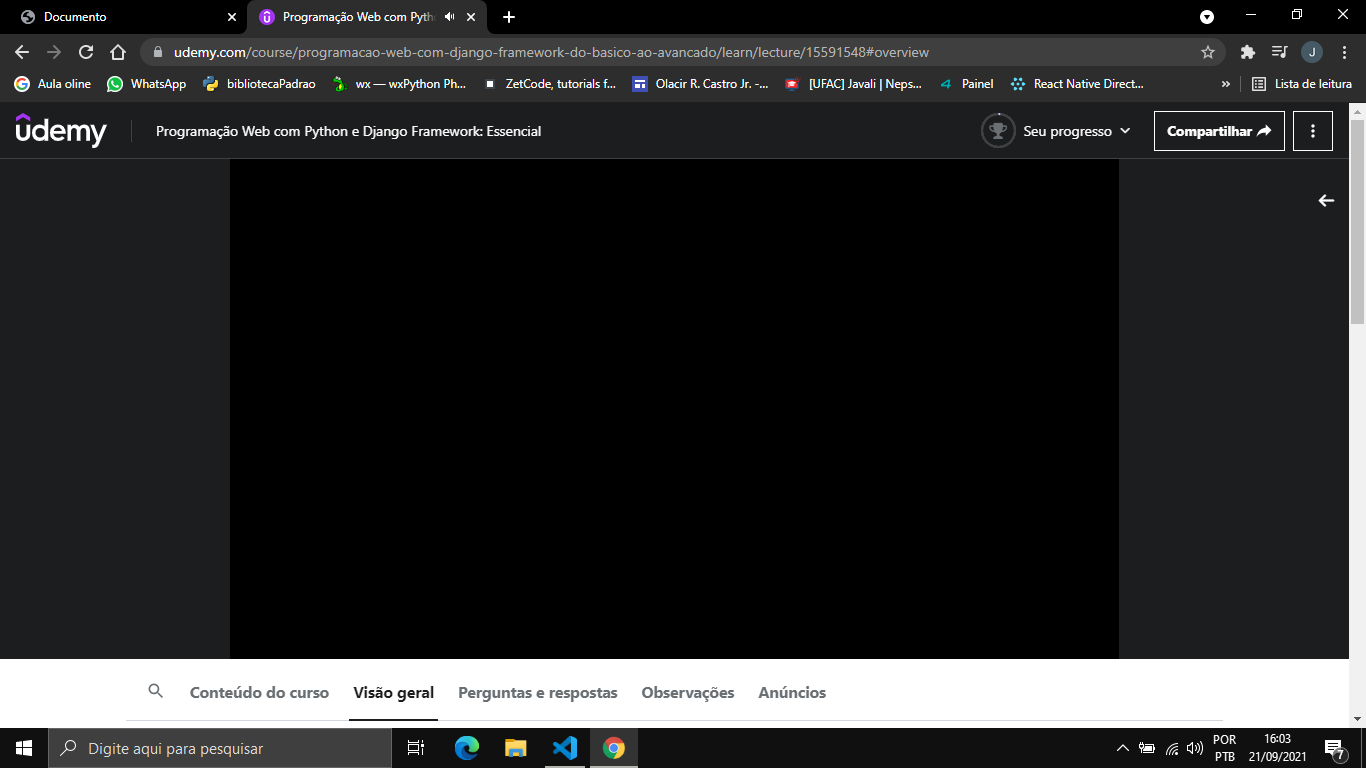 Documento
Programação Web com Pyth
udemy.com/course/programacao-web-com-django-framework-do-basico-ao-avancado/learn/lecture/15591548#overview
J
Aula oline
WhatsApp
bibliotecaPadrao
wx — wxPython Ph...
ZetCode, tutorials f...
Olacir R. Castro Jr. -...
[UFAC] Javali | Neps...
Painel
React Native Direct...
»
Lista de leitura
ûdemy
Programação Web com Python e Django Framework: Essencial
Seu progresso
Compartilhar
Conteúdo do curso
Visão geral
Perguntas e respostas
Observações
Anúncios
Digite aqui para pesquisar
POR
PTB
16:03
21/09/2021
7